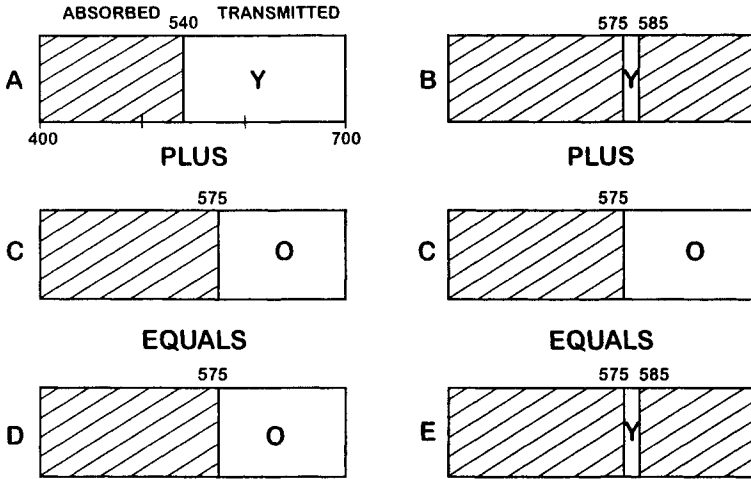 ABSORBED 540 TRANSMITTED
575 585
A Y
B Y
400 700
PLUS PLUS
575 575
C O
C O
EQUALS EQUALS
575 575 585
D O
E Y